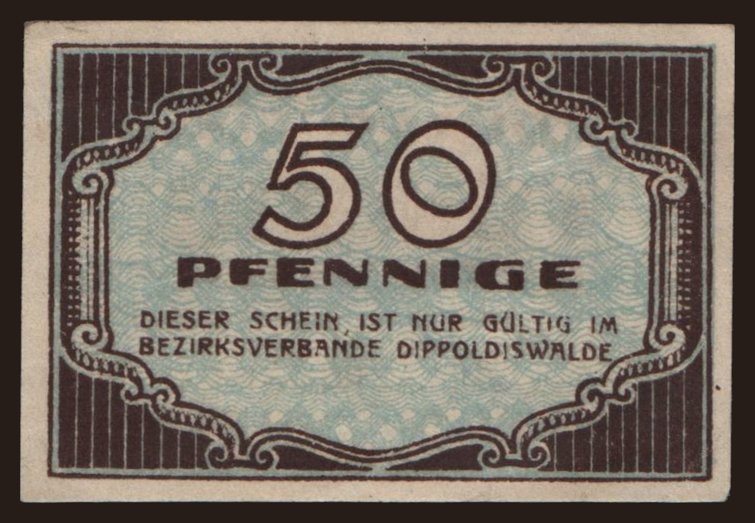 50
PFENNIGE
DIESER SCHEIN IST NUR GÜLTIG IM
BEZIRKSVERBANDE DIPPOLDISWALDE